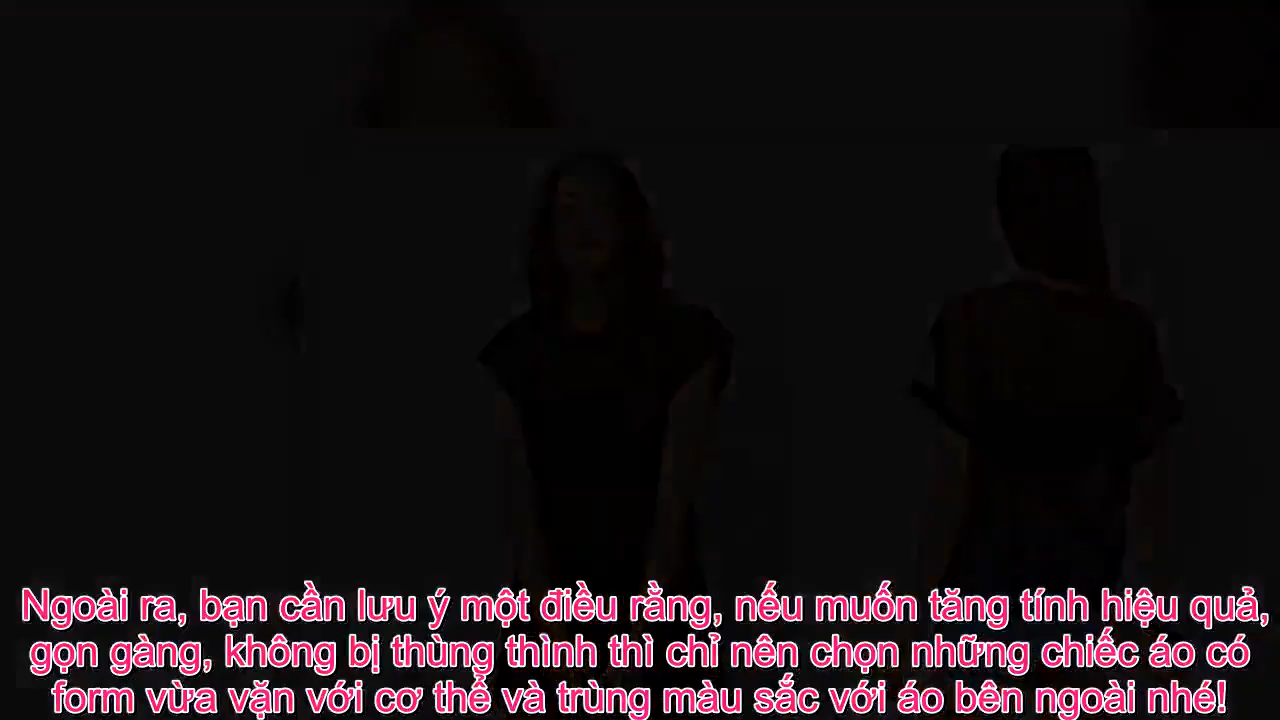 Ngoài ra, bạn cần lưu ý một điều rằng, nếu muốn tăng tính hiệu quả,
gọn gàng, không bị thùng thình thì chỉ nên chọn những chiếc áo có
form vừa vặn với cơ thể và trùng màu sắc với áo bên ngoài nhé!